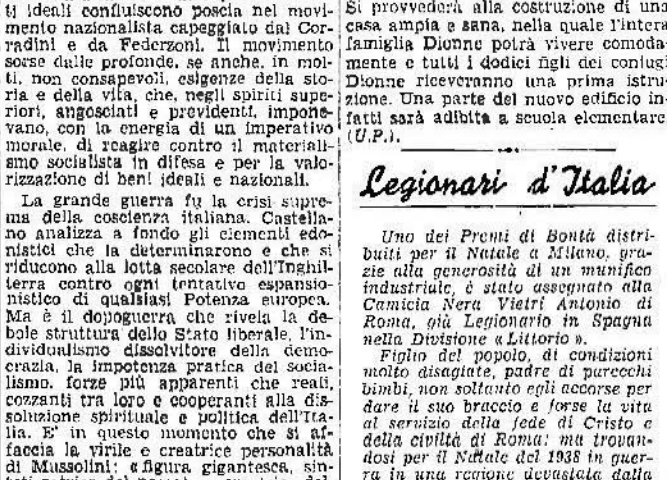 ti ideali confluiscono poscia nel movi-
mento nazionalista capeggiato dal Cor-
radini e da Federzoni. Il movimento
sorse dalle profonde, se anche, in mol-
ti, non consapevoli, esigenze della sto-
ria e della vita, che, negli spiriti supe-
riori, angosciati e previdenti, impone-
vano, con la energia di un imperativo
morale, di reagire contro il materiali-
smo socialista in difesa e per la valo-
rizzazione di beni ideali e nazionali.
La grande guerra fu la crisi supre-
ma della coscienza italiana. Castella-
no analizza a fondo gli elementi edo-
nistici che la determinarono e che si
riducono alla lotta secolare dell'Inghil-
terra contro ogni tentativo espansio-
nistico di qualsiasi Potenza europea.
Ma è il dopoguerra che rivela la de-
bole struttura dello Stato liberale, l'in-
dividualismo dissolvitore della demo-
crazia, la impotenza pratica del socia-
lismo, forze più apparenti che reali,
cozzanti tra loro e cooperanti alla dis-
soluzione spirituale e politica dell'Ita-
lia. E' in questo momento che si af-
faccia la virile e creatrice personalità
di Mussolini: «figura gigantesca, sin-
Si provvederà alla costruzione di una
casa ampia e sana, nella quale l'intera
famiglia Dionne potrà vivere comoda-
mente e tutti i dodici figli dei coniugi
Dionne riceveranno una prima istru-
zione. Una parte del nuovo edificio in-
fatti sarà adibita a scuola elementare
(U.P.).
Legionari d'Italia
Uno dei Premi di Bontà distri-
buiti per il Natale a Milano, gra-
zie alla generosità di un munifico
industriale, è stato assegnato alla
Camicia Nera Vietri Antonio di
Roma, già Legionario in Spagna
nella Divisione «Littorio».
Figlio del popolo, di condizioni
molto disagiate, padre di parecchi
bimbi, non soltanto egli accorse per
dare il suo braccio e forse la vita
al servizio della fede di Cristo e
della civiltà di Roma: ma trovan-
dosi per il Natale del 1938 in guer-
ra in una regione devastata dalla